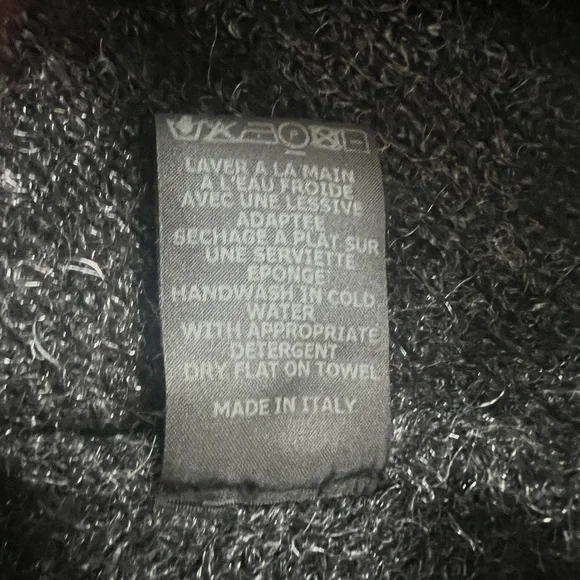 LAVER A LA MAIN
A L'EAU FROIDE
AVEC UNE LESSIVE
ADAPTEE
SECHAGE A PLAT SUR
UNE SERVIETTE
EPONGE
HANDWASH IN COLD
WATER
WITH APPROPRIATE
DETERGENT
DRY FLAT ON TOWEL
MADE IN ITALY